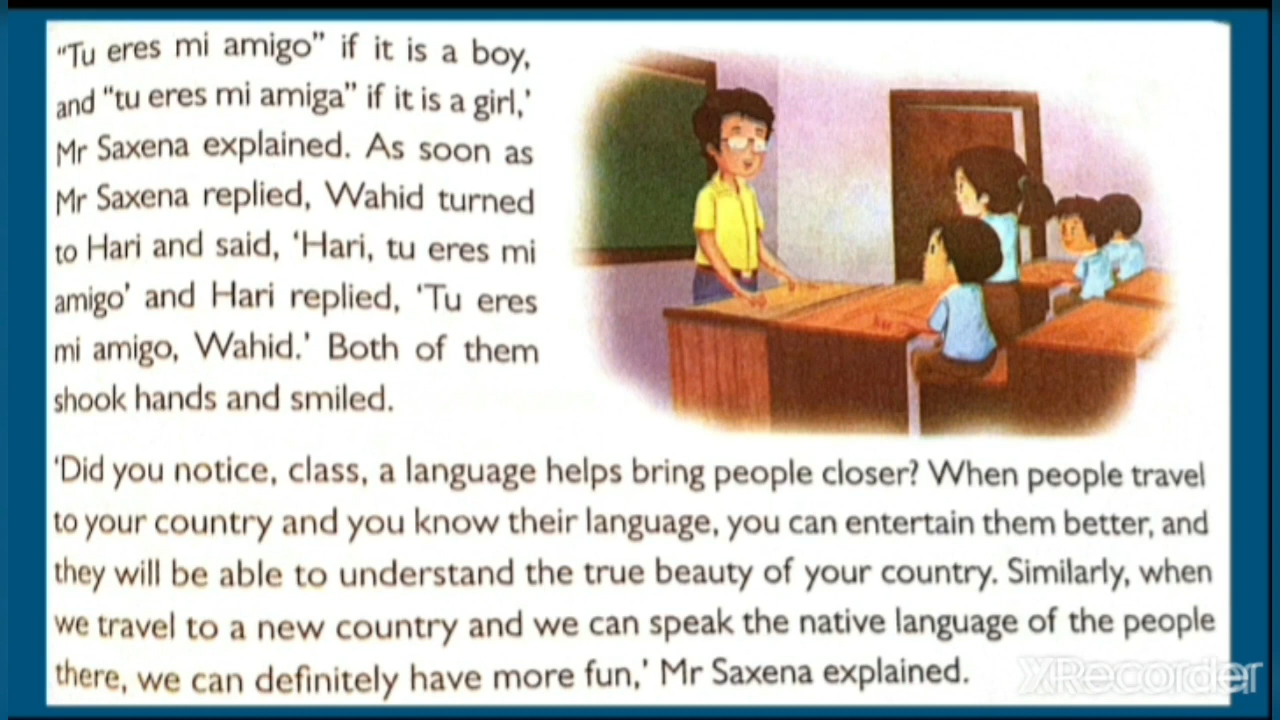 “Tu eres mi amigo” if it is a boy,
and “tu eres mi amiga” if it is a girl,’
Mr Saxena explained. As soon as
Mr Saxena replied, Wahid turned
to Hari and said, ‘Hari, tu eres mi
amigo’ and Hari replied, ‘Tu eres
mi amigo, Wahid.’ Both of them
shook hands and smiled.
‘Did you notice, class, a language helps bring people closer? When people travel
to your country and you know their language, you can entertain them better, and
they will be able to understand the true beauty of your country. Similarly, when
we travel to a new country and we can speak the native language of the people
there, we can definitely have more fun,’ Mr Saxena explained.
XRecorder